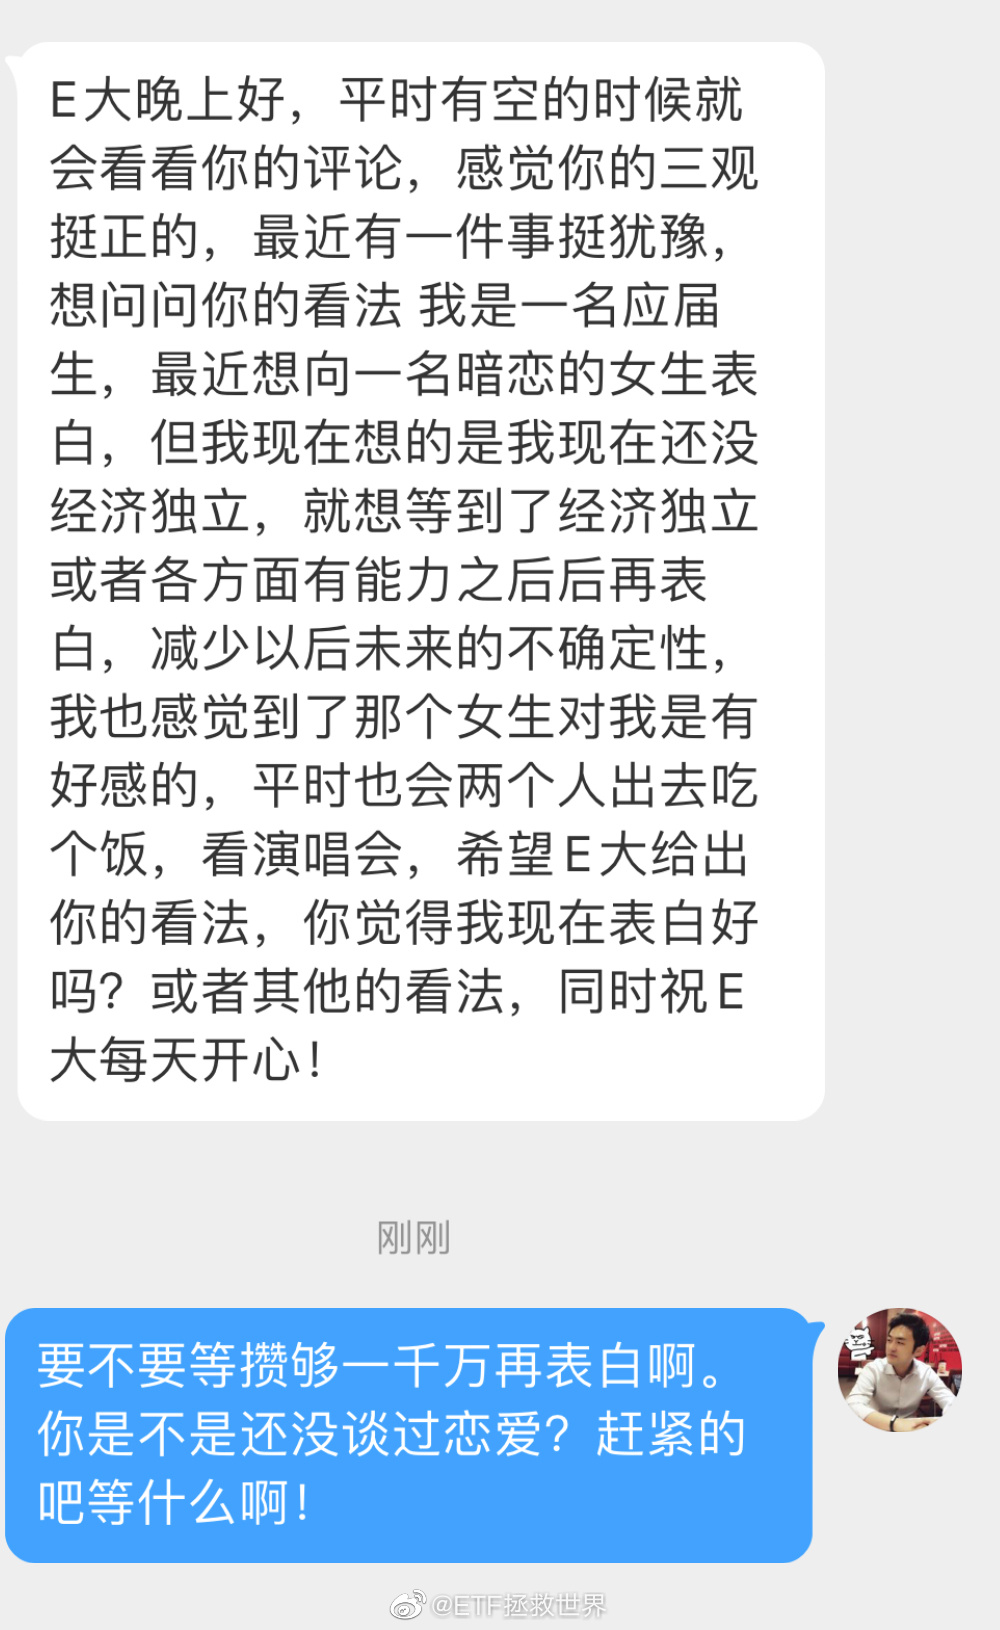 E大晚上好，平时有空的时候就
会看看你的评论，感觉你的三观
挺正的，最近有一件事挺犹豫，
想问问你的看法 我是一名应届
生，最近想向一名暗恋的女生表
白，但我现在想的是我现在还没
经济独立，就想等到了经济独立
或者各方面有能力之后后再表
白，减少以后未来的不确定性，
我也感觉到了那个女生对我是有
好感的，平时也会两个人出去吃
个饭，看演唱会，希望E大给出
你的看法，你觉得我现在表白好
吗？或者其他的看法，同时祝E
大每天开心！
刚刚
要不要等攒够一千万再表白啊。
你是不是还没谈过恋爱？赶紧的
吧等什么啊！
@ETF拯救世界